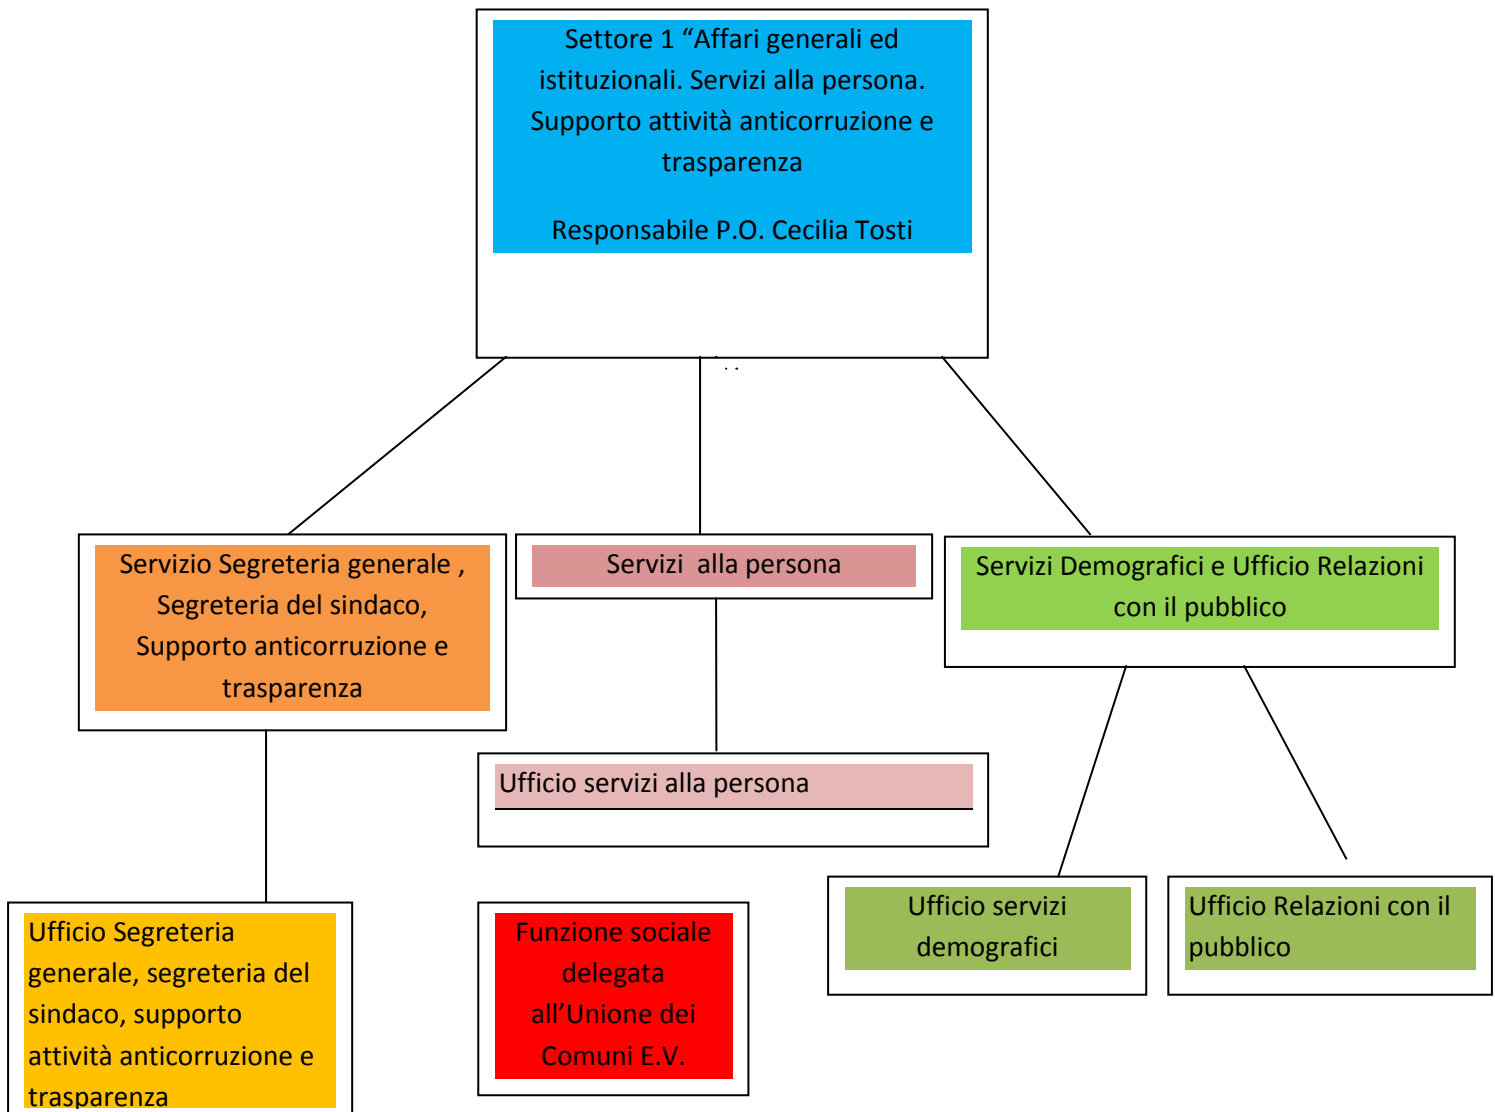 Settore 1 “Affari generali ed
istituzionali. Servizi alla persona.
Supporto attività anticorruzione e
trasparenza
Responsabile P.O. Cecilia Tosti
Servizio Segreteria generale ,
Segreteria del sindaco,
Supporto anticorruzione e
trasparenza
Servizi alla persona
Servizi Demografici e Ufficio Relazioni
con il pubblico
Ufficio servizi alla persona
Ufficio Segreteria
generale, segreteria del
sindaco, supporto
attività anticorruzione e
trasparenza
Funzione sociale
delegata
all’Unione dei
Comuni E.V.
Ufficio servizi
demografici
Ufficio Relazioni con il
pubblico